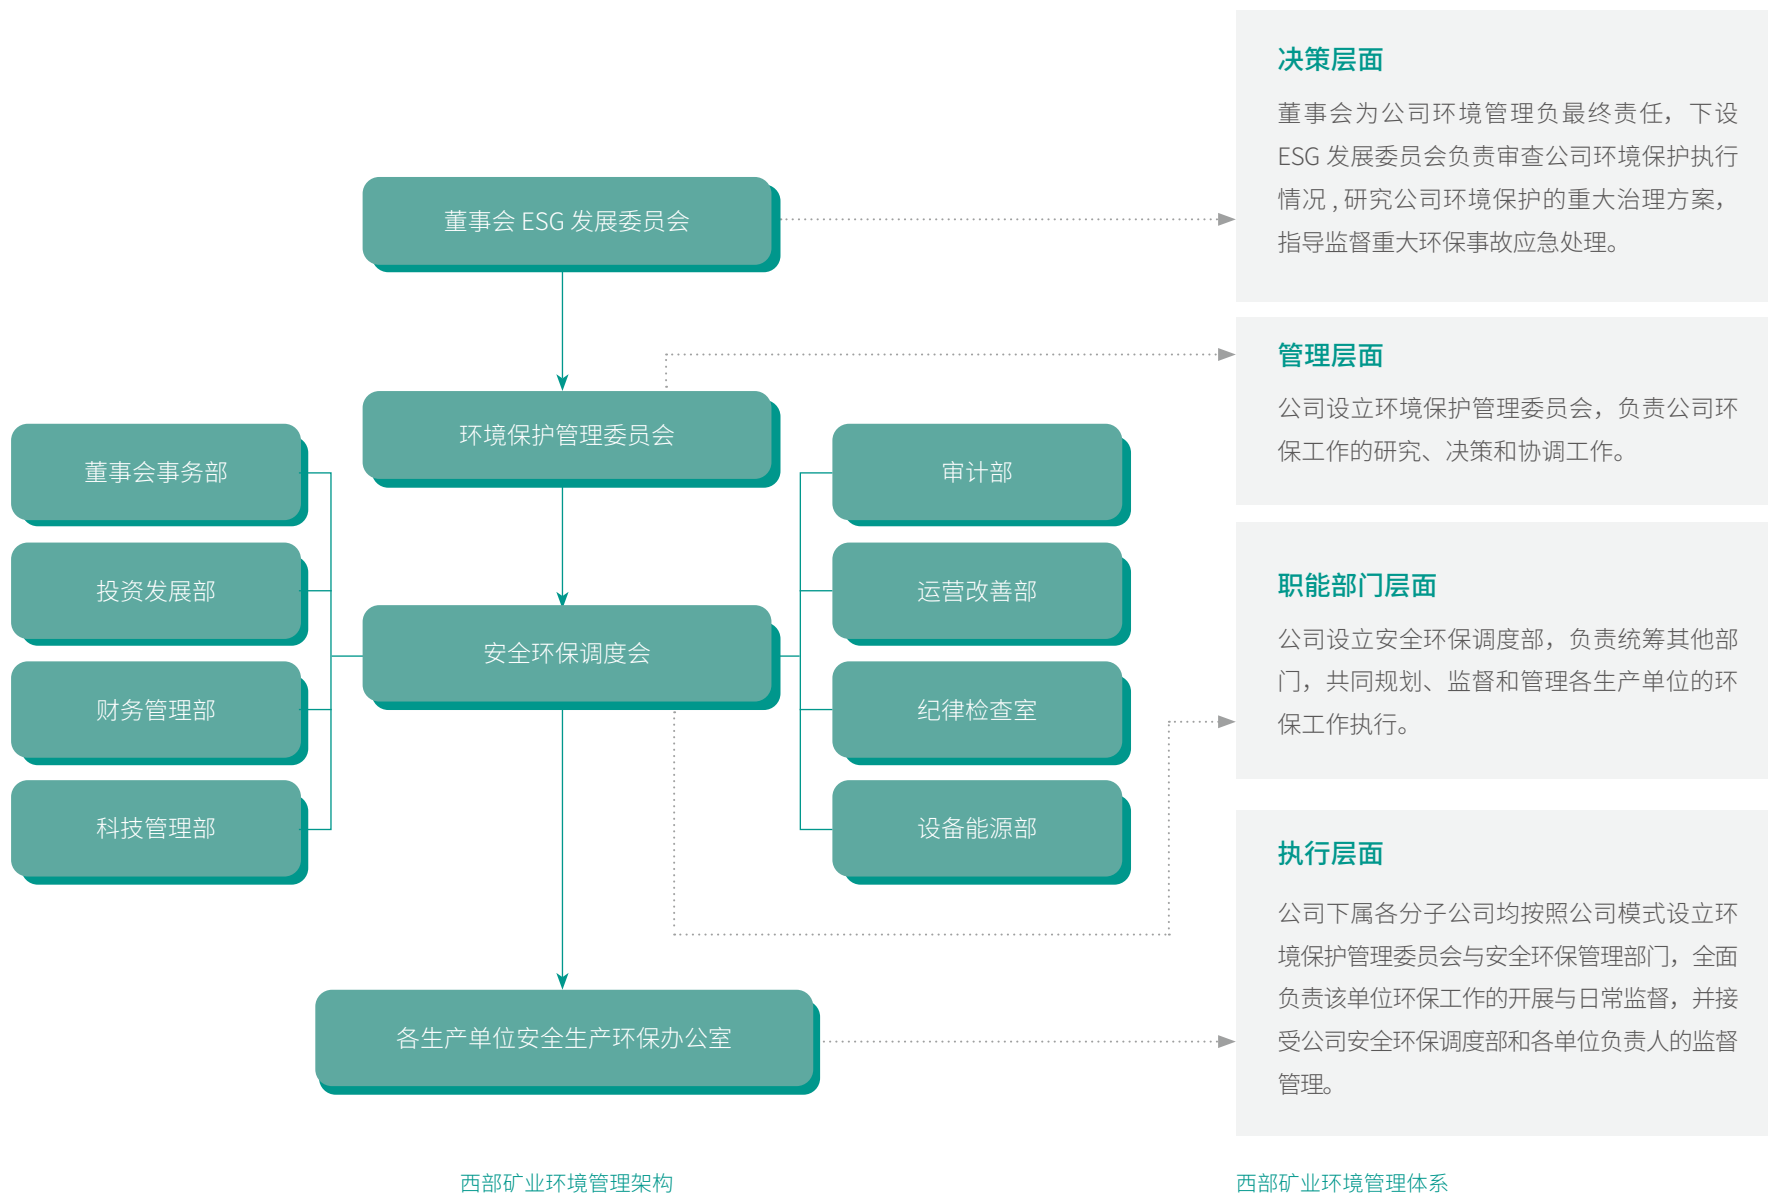 董事会 ESG 发展委员会
环境保护管理委员会
董事会事务部
投资发展部
财务管理部
科技管理部
安全环保调度会
审计部
运营改善部
纪律检查室
设备能源部
各生产单位安全生产环保办公室
西部矿业环境管理架构
决策层面
董事会为公司环境管理负最终责任，下设
ESG 发展委员会负责审查公司环境保护执行
情况 , 研究公司环境保护的重大治理方案，
指导监督重大环保事故应急处理。
管理层面
公司设立环境保护管理委员会，负责公司环
保工作的研究、决策和协调工作。
职能部门层面
公司设立安全环保调度部，负责统筹其他部
门，共同规划、监督和管理各生产单位的环
保工作执行。
执行层面
公司下属各分子公司均按照公司模式设立环
境保护管理委员会与安全环保管理部门，全面
负责该单位环保工作的开展与日常监督，并接
受公司安全环保调度部和各单位负责人的监督
管理。
西部矿业环境管理体系